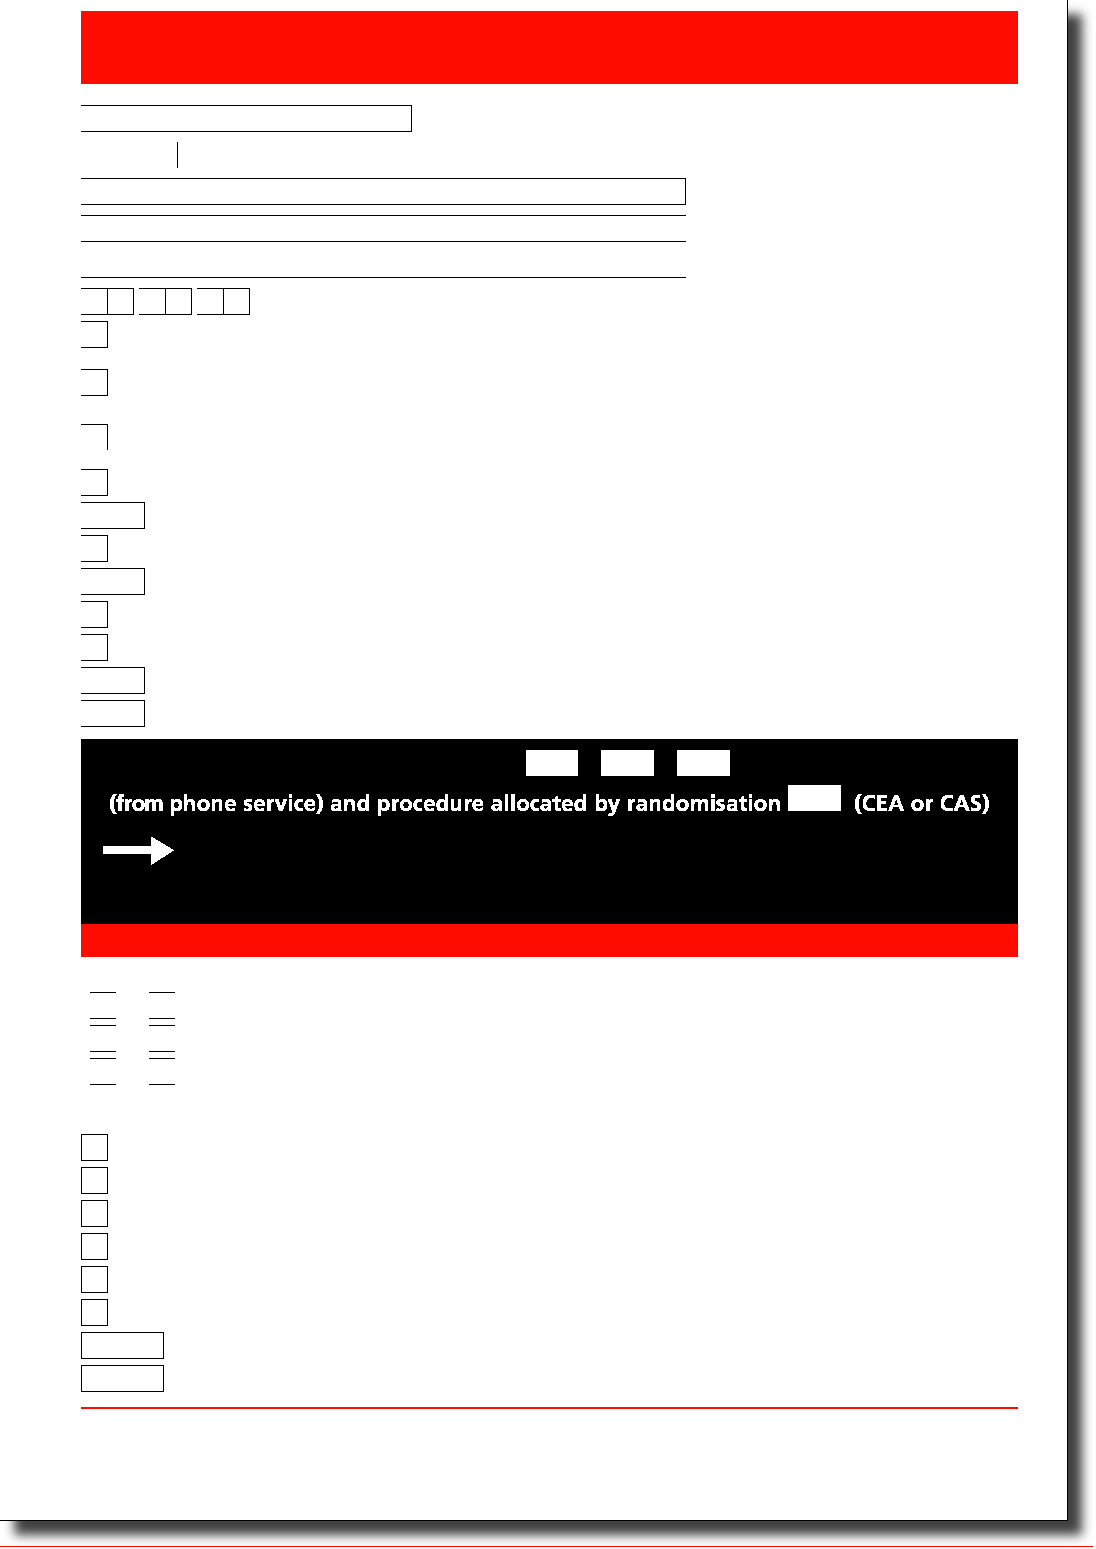 (from phone service) and procedure allocated by randomisation (CEA or CAS)